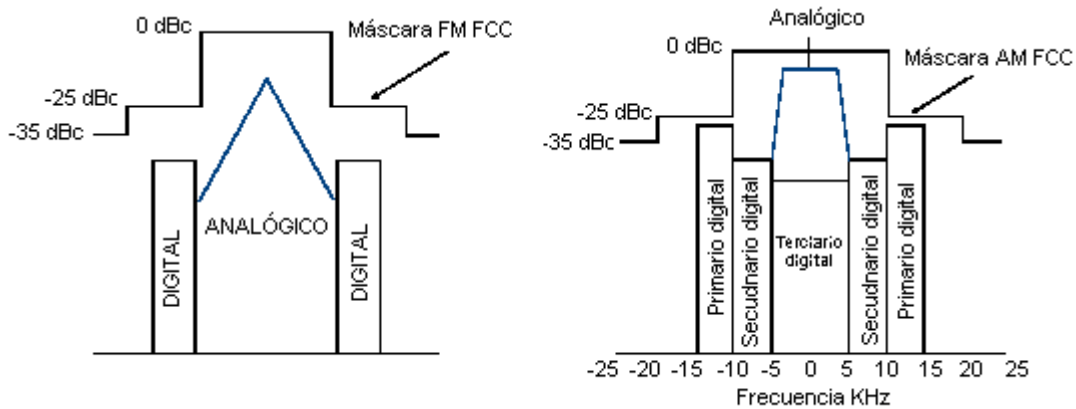 0 dBc
Máscara FM FCC
-25 dBc
-35 dBc
ANALÓGICO
DIGITAL
DIGITAL
Analógico
0 dBc
Máscara AM FCC
-25 dBc
-35 dBc
Primario digital
Secudnario digital
Terclario
digital
Secudnario digital
Primario digital
-25 -20 -15 -10 -5 0 5 10 15 20 25
Frecuencia KHz